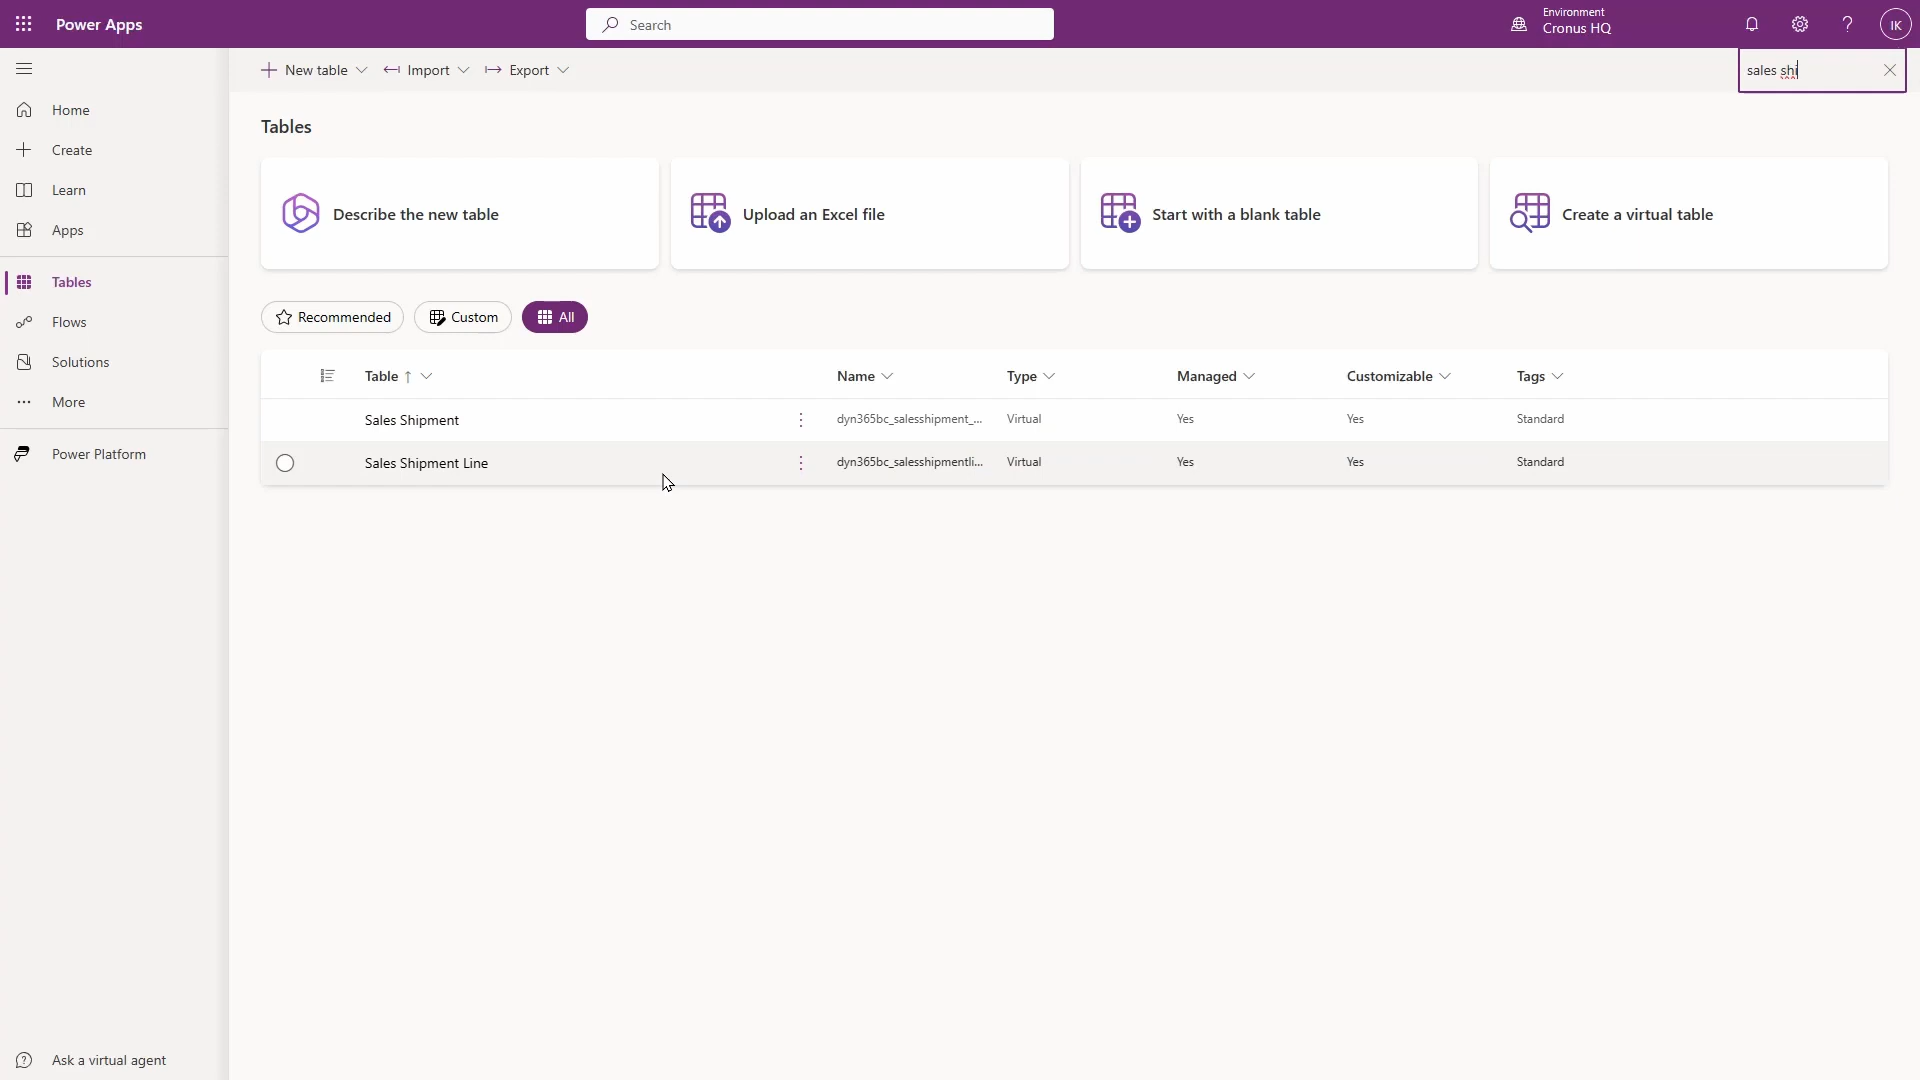 Power Apps
Search
Environment
Cronus HQ
IK
New table
Import
Export
sales shi
Home
Create
Learn
Apps
Tables
Flows
Solutions
More
Power Platform
Ask a virtual agent
Tables
Describe the new table
Upload an Excel file
Start with a blank table
Create a virtual table
Recommended
Custom
All
Table ↑ Name Type Managed Customizable Tags
Sales Shipment dyn365bc_salesshipment_... Virtual Yes Yes Standard
Sales Shipment Line dyn365bc_salesshipmentli... Virtual Yes Yes Standard